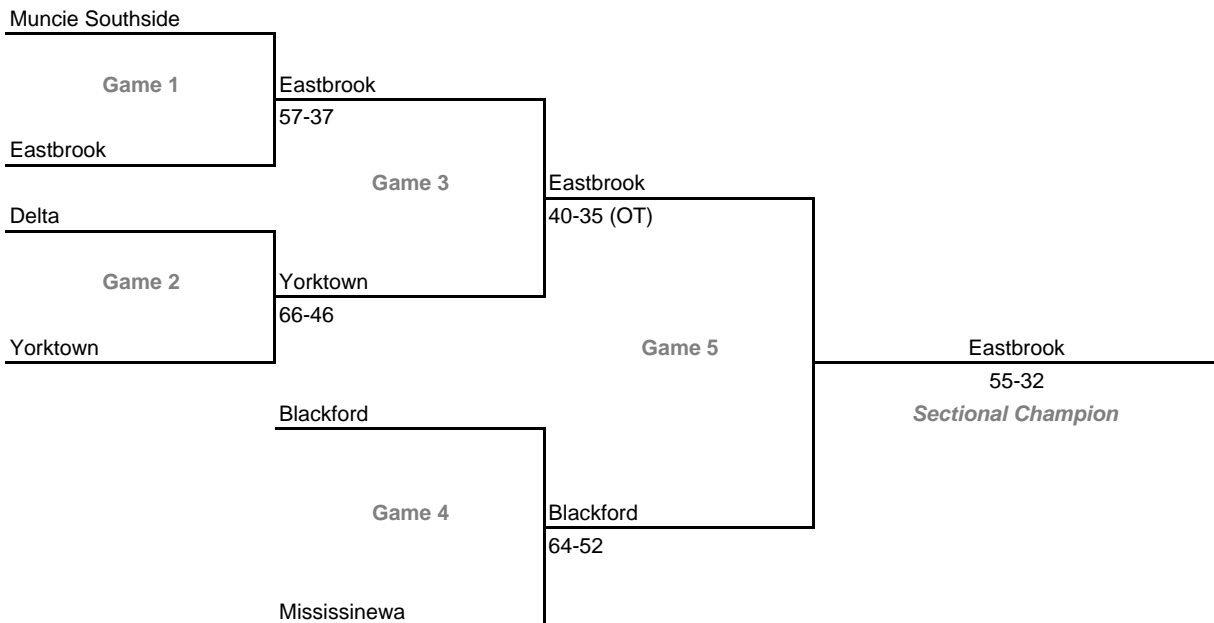 Muncie Southside
Game 1
Eastbrook
57-37
Eastbrook
Game 3
Eastbrook
40-35 (OT)
Delta
Game 2
Yorktown
66-46
Yorktown
Game 5
Eastbrook
55-32
Sectional Champion
Blackford
Game 4
Blackford
64-52
Mississinewa